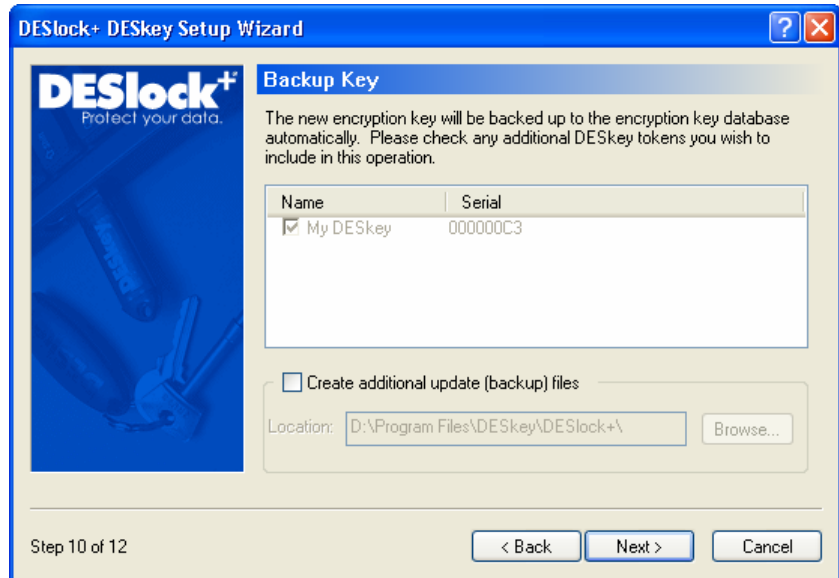 DESlock+ DESkey Setup Wizard
DESlock+
Protect your data.
Backup Key
The new encryption key will be backed up to the encryption key database
automatically. Please check any additional DESkey tokens you wish to
include in this operation.
Name Serial
My DESkey 000000C3
Create additional update (backup) files
Location: D:\Program Files\DESkey\DESlock+\ Browse...
Step 10 of 12 < Back Next > Cancel